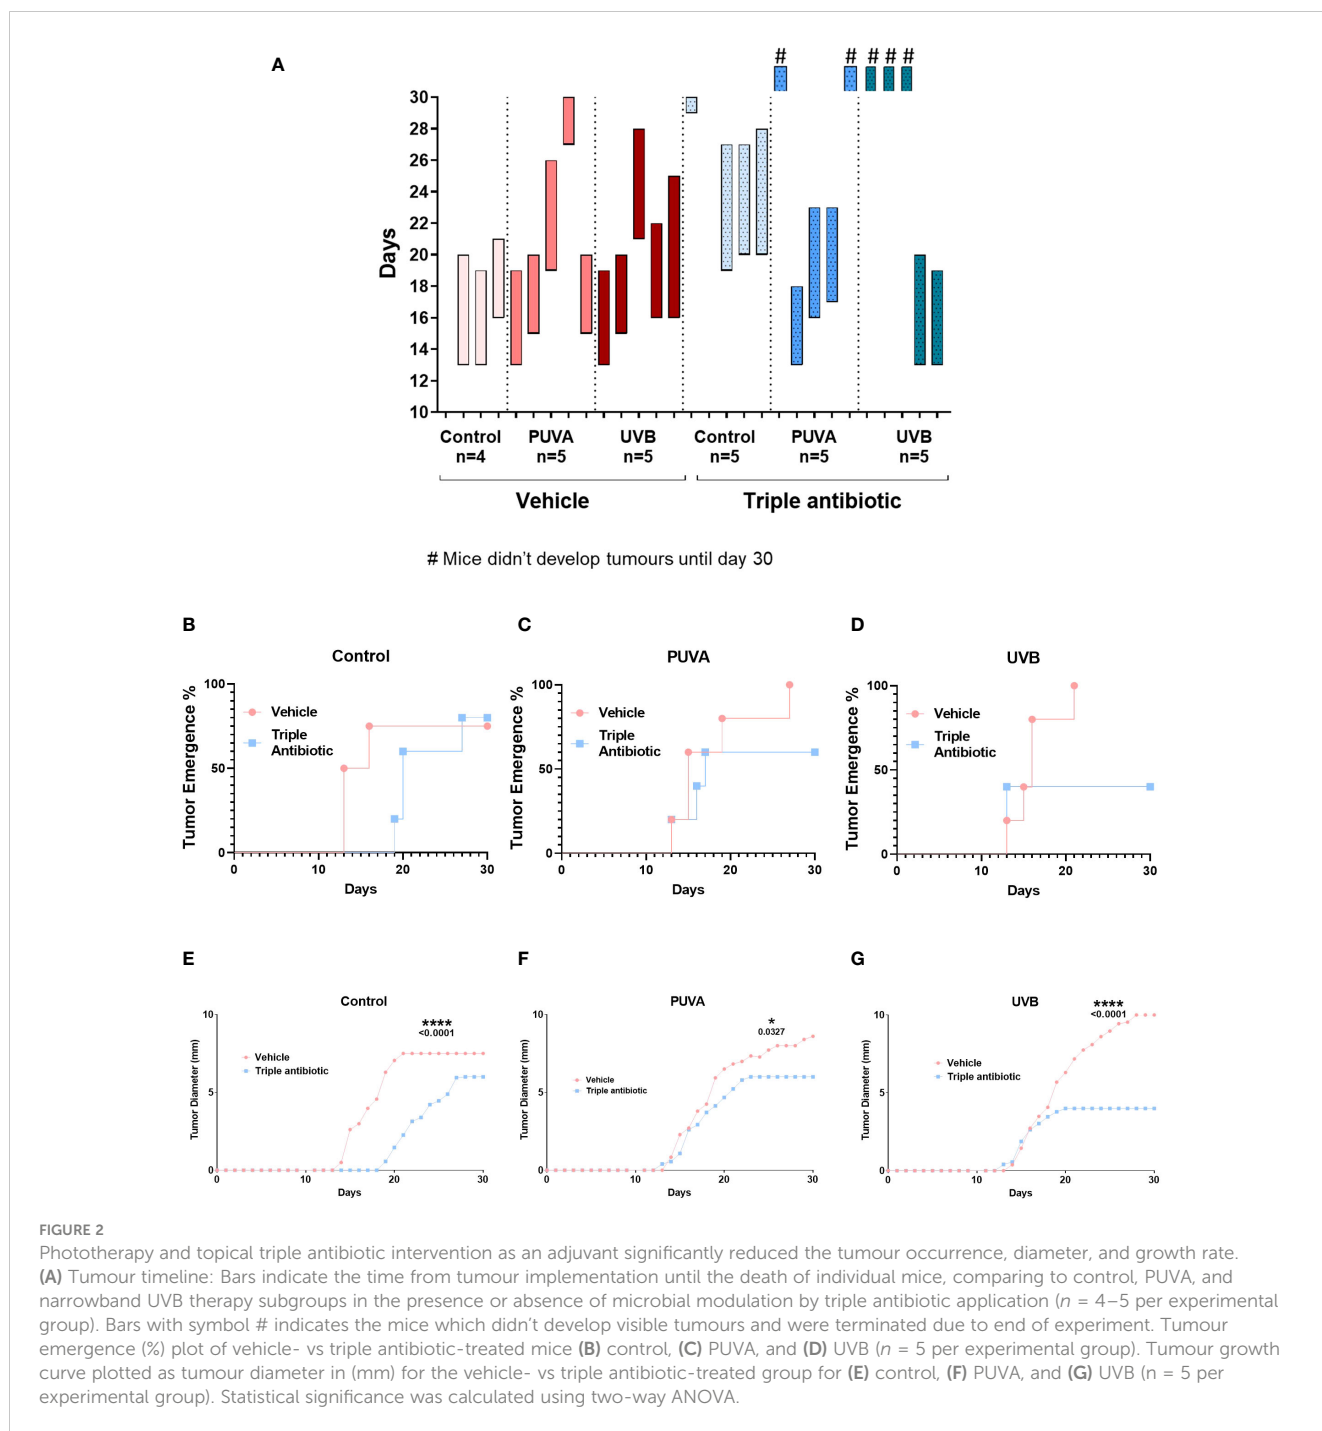 A
# # # # #
30
28
26
24
22
20
18
16
14
12
10
Days
Control PUVA UVB Control PUVA UVB
n=4 n=5 n=5 n=5 n=5 n=5
Vehicle Triple antibiotic
# Mice didn't develop tumours until day 30
B
Control
Tumor Emergence %
100
50
0
Vehicle
Triple
Antibiotic
0 10 20 30
Days
C
PUVA
Tumor Emergence %
100
50
0
Vehicle
Triple
Antibiotic
0 10 20 30
Days
D
UVB
Tumor Emergence %
100
50
0
Vehicle
Triple
Antibiotic
0 10 20 30
Days
E
Control
Tumor Diameter (mm)
10
5
0
Vehicle
Triple antibiotic
****
<0.0001
0 10 20 30
Days
F
PUVA
Tumor Diameter (mm)
10
5
0
Vehicle
Triple antibiotic
*
0.0327
0 10 20 30
Days
G
UVB
Tumor Diameter (mm)
10
5
0
Vehicle
Triple antibiotic
****
<0.0001
0 10 20 30
Days
FIGURE 2
Phototherapy and topical triple antibiotic intervention as an adjuvant significantly reduced the tumour occurrence, diameter, and growth rate.
(A) Tumour timeline: Bars indicate the time from tumour implementation until the death of individual mice, comparing to control, PUVA, and
narrowband UVB therapy subgroups in the presence or absence of microbial modulation by triple antibiotic application (n = 4–5 per experimental
group). Bars with symbol # indicates the mice which didn't develop visible tumours and were terminated due to end of experiment. Tumour
emergence (%) plot of vehicle- vs triple antibiotic-treated mice (B) control, (C) PUVA, and (D) UVB (n = 5 per experimental group). Tumour growth
curve plotted as tumour diameter in (mm) for the vehicle- vs triple antibiotic-treated group for (E) control, (F) PUVA, and (G) UVB (n = 5 per
experimental group). Statistical significance was calculated using two-way ANOVA.